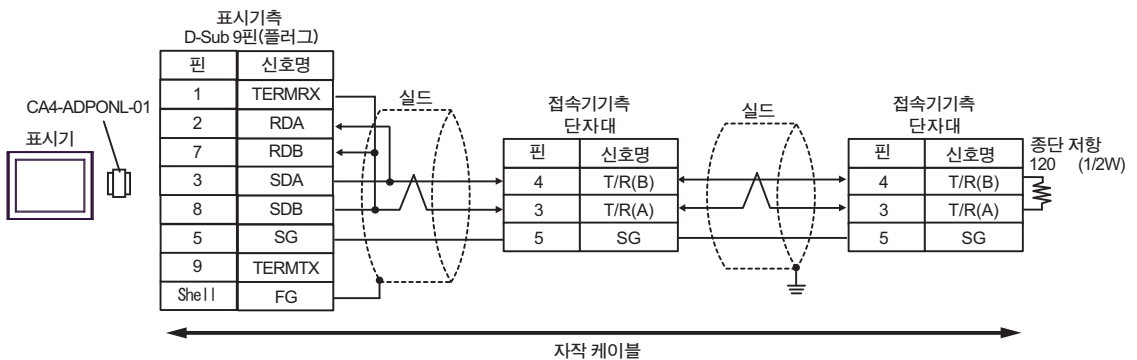 표시기측
D-Sub 9핀(플러그)
핀 신호명
1 TERMRX
2 RDA
7 RDB
3 SDA
8 SDB
5 SG
9 TERMTX
Shell FG
CA4-ADPONL-01
표시기
실드
접속기기측
단자대
핀 신호명
4 T/R(B)
3 T/R(A)
5 SG
실드
접속기기측
단자대
핀 신호명
4 T/R(B)
3 T/R(A)
5 SG
종단 저항
120 (1/2W)
자작 케이블